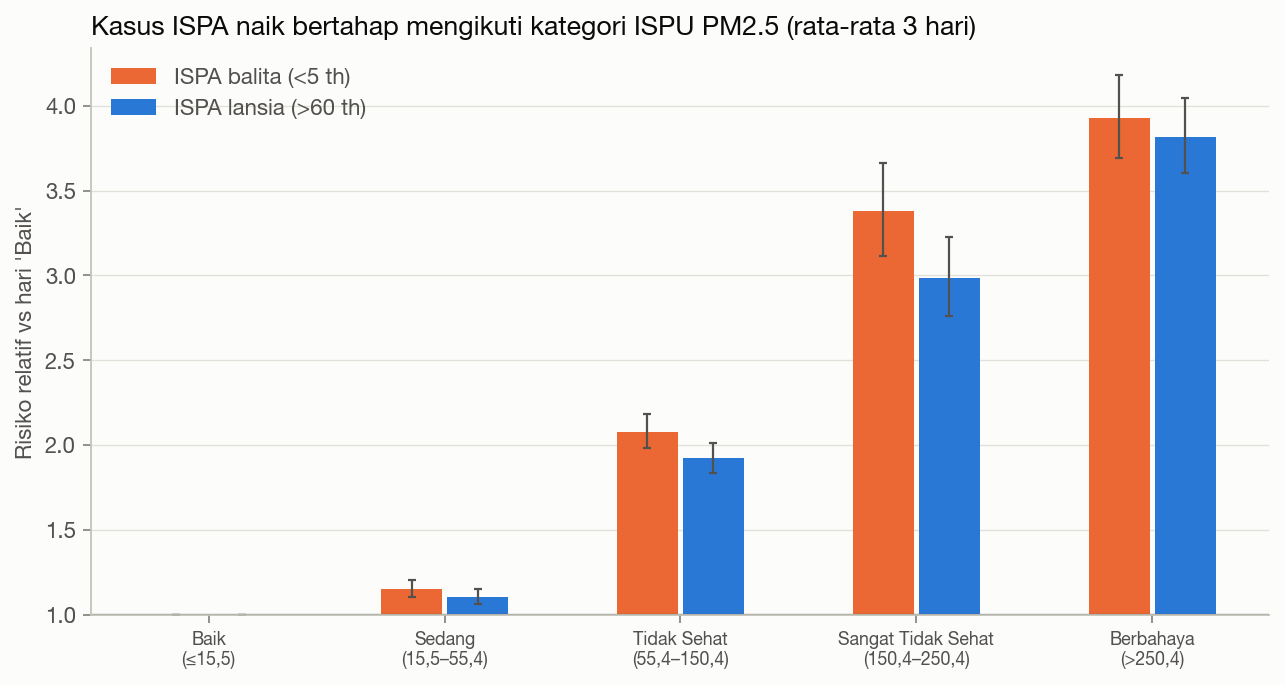 Kasus ISPA naik bertahap mengikuti kategori ISPU PM2.5 (rata-rata 3 hari)
ISPA balita (<5 th)
ISPA lansia (>60 th)
Risiko relatif vs hari 'Baik'
4.0
3.5
3.0
2.5
2.0
1.5
1.0
Baik
(≤15,5)
Sedang
(15,5–55,4)
Tidak Sehat
(55,4–150,4)
Sangat Tidak Sehat
(150,4–250,4)
Berbahaya
(>250,4)